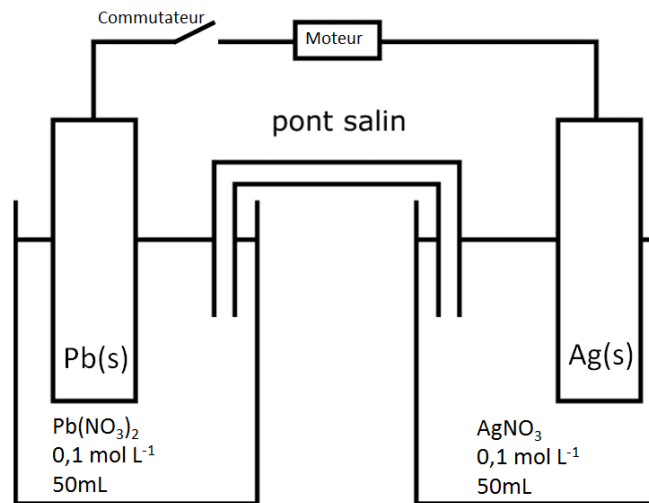 Commutateur
Moteur
pont salin
Pb(s)
Ag(s)
Pb(NO₃)₂
0,1 mol L⁻¹
50mL
AgNO₃
0,1 mol L⁻¹
50mL